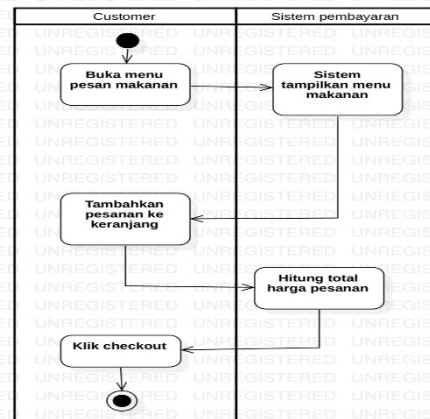 Customer
Sistem pembayaran
Buka menu
pesan makanan
Sistem
tampilkan menu
makanan
Tambahkan
pesanan ke
keranjang
Hitung total
harga pesanan
Klik checkout
UNREGISTERED